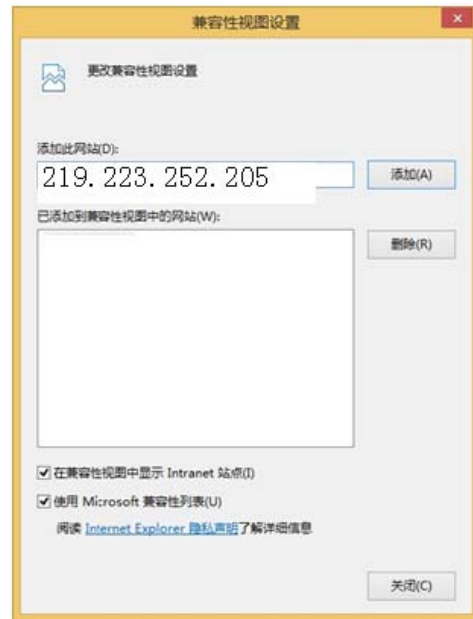 兼容性视图设置
更改兼容性视图设置
添加此网站(D):
219.223.252.205
添加(A)
已添加到兼容性视图中的网站(W):
删除(R)
在兼容性视图中显示 Intranet 站点(I)
使用 Microsoft 兼容性列表(U)
阅读 Internet Explorer 隐私声明了解详细信息
关闭(C)